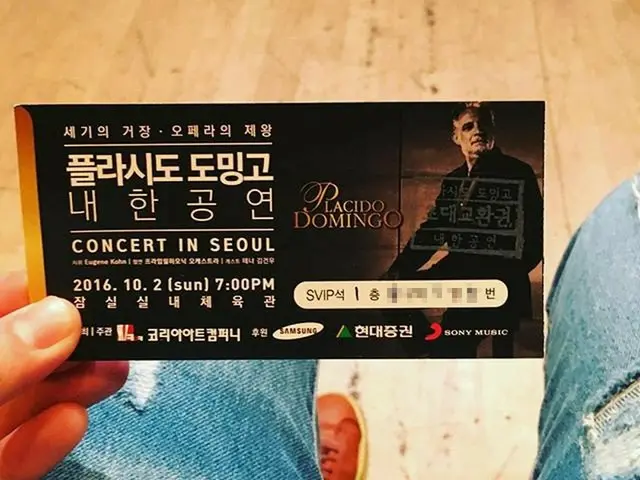 세기의 거장 · 오페라의 제왕
플라시도 도밍고
내한공연
CONCERT IN SEOUL
지휘 Eugene Kohn | 협연 프라임필하모닉 오케스트라 | 게스트 테너 김건우
2016. 10. 2 (sun) 7:00PM
잠실실내체육관
PLACIDO
DOMINGO
플라시도 도밍고
초대교환권
내한공연
SVIP석 1 층 번
최 | 주관 코리아아트컴퍼니 후원 SAMSUNG 현대증권 SONY MUSIC